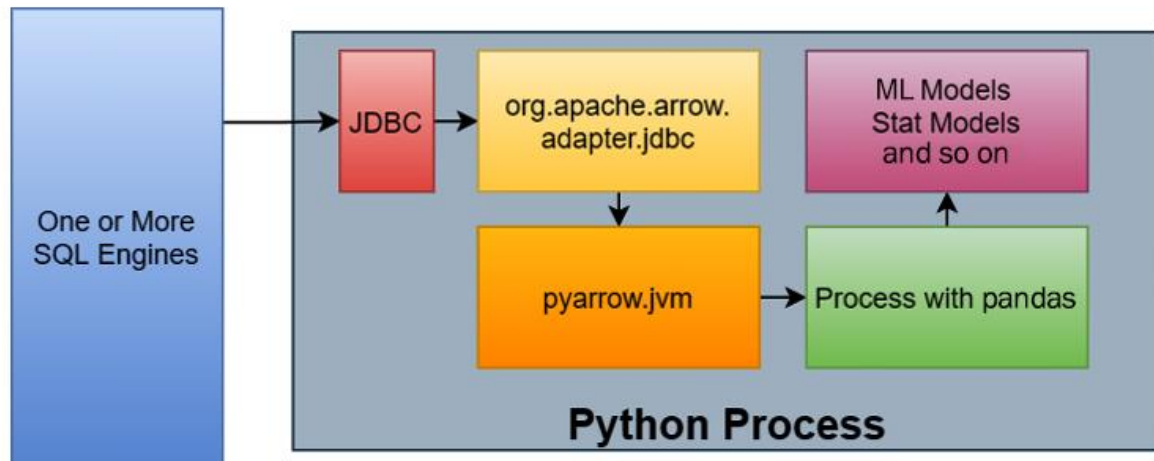 One or More
SQL Engines
JDBC
org.apache.arrow.
adapter.jdbc
ML Models
Stat Models
and so on
pyarrow.jvm
Process with pandas
Python Process